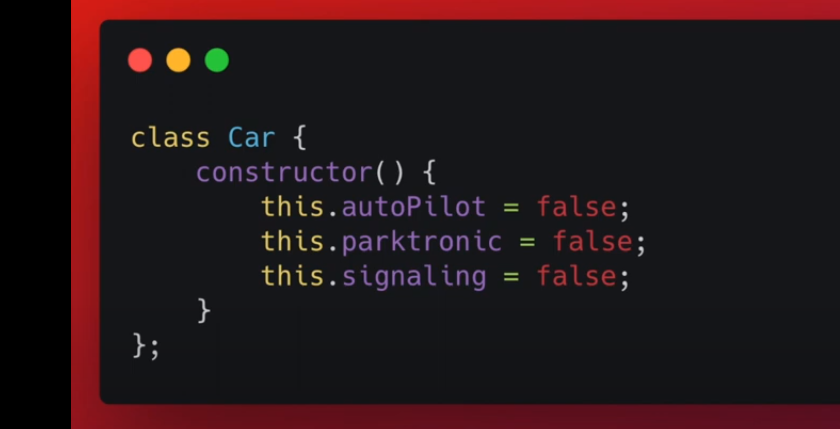 class Car {
    constructor() {
        this.autoPilot = false;
        this.parktronic = false;
        this.signaling = false;
    }
};